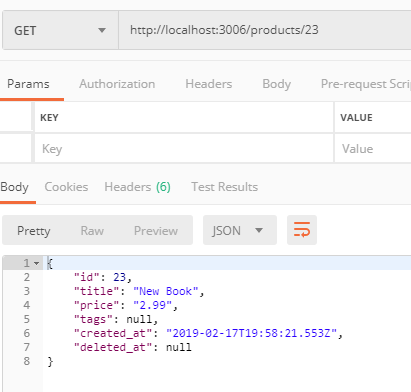 GET http://localhost:3006/products/23
Params Authorization Headers Body Pre-request Scri
KEY VALUE
Key Value
Body Cookies Headers (6) Test Results
Pretty Raw Preview JSON
1 {
2 "id": 23,
3 "title": "New Book",
4 "price": "2.99",
5 "tags": null,
6 "created_at": "2019-02-17T19:58:21.553Z",
7 "deleted_at": null
8 }